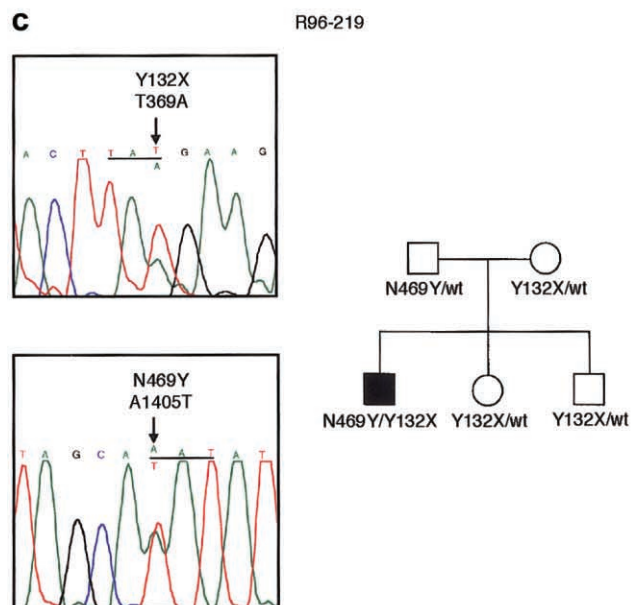 C
R96-219
Y132X
T369A
A C T T A T G A A G
A
N469Y
A1405T
T A G C A A A T A T
T
N469Y/wt Y132X/wt
N469Y/Y132X Y132X/wt Y132X/wt